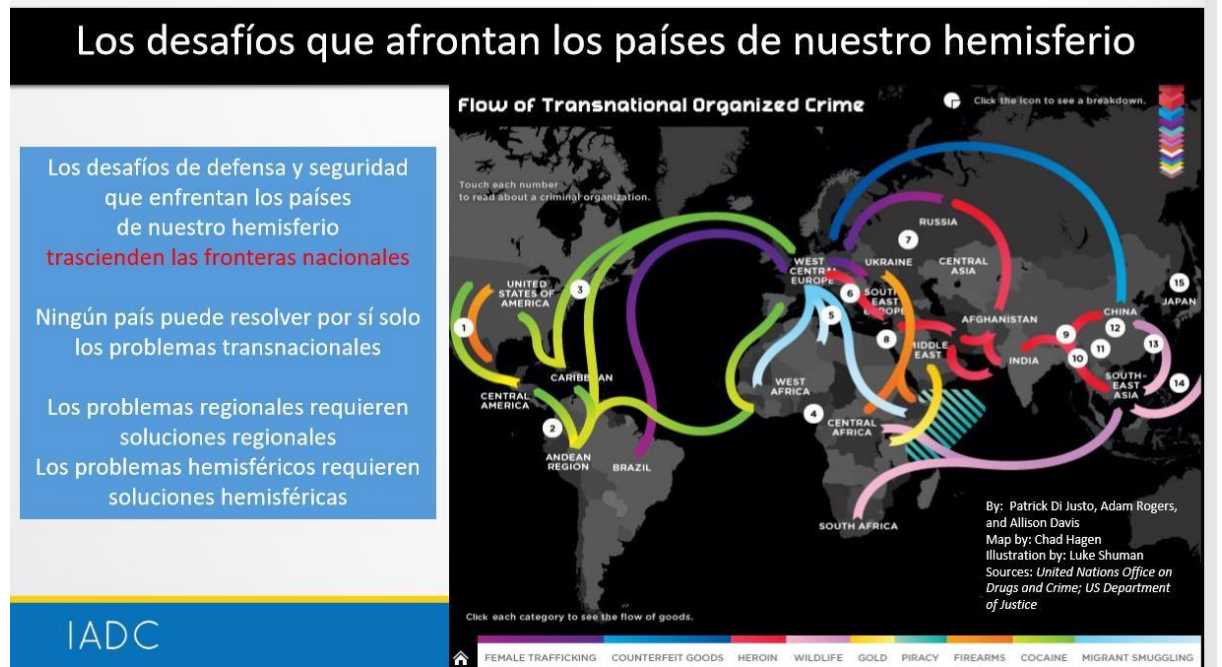 Los desafíos que afrontan los países de nuestro hemisferio
Los desafíos de defensa y seguridad
que enfrentan los países
de nuestro hemisferio
trascienden las fronteras nacionales
Ningún país puede resolver por sí solo
los problemas transnacionales
Los problemas regionales requieren
soluciones regionales
Los problemas hemisféricos requieren
soluciones hemisféricas
IADC
Flow of Transnational Organized Crime
Click the icon to see a breakdown.
Touch each number
to read about a criminal organization.
RUSSIA
7
WEST
CENTRAL
EUROPE
UKRAINE
CENTRAL
ASIA
15
JAPAN
UNITED
STATES OF
AMERICA
3
6
SOUTH
EAST
EUROPE
1
5
AFGHANISTAN
CHINA
12
8
MIDDLE
EAST
INDIA
9
10
11
13
CARIBBEAN
WEST
AFRICA
SOUTH-
EAST
ASIA
14
CENTRAL
AMERICA
2
4
CENTRAL
AFRICA
ANDEAN
REGION
BRAZIL
SOUTH AFRICA
By: Patrick Di Justo, Adam Rogers,
and Allison Davis
Map by: Chad Hagen
Illustration by: Luke Shuman
Sources: United Nations Office on
Drugs and Crime; US Department
of Justice
Click each category to see the flow of goods.
FEMALE TRAFFICKING COUNTERFEIT GOODS HEROIN WILDLIFE GOLD PIRACY FIREARMS COCAINE MIGRANT SMUGGLING